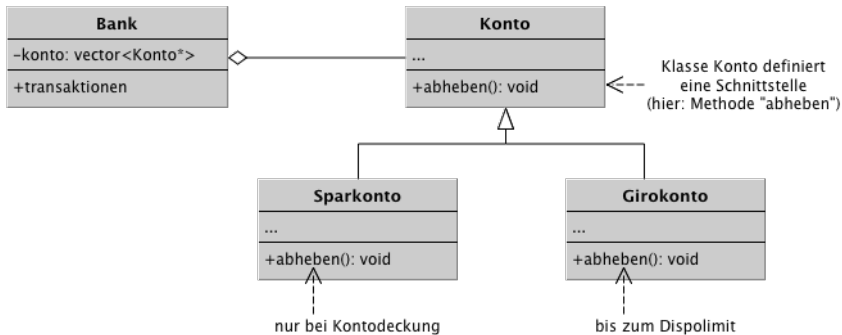 Bank
-konto: vector<Konto*>
+transaktionen
Konto
...
+abheben(): void
Klasse Konto definiert
eine Schnittstelle
(hier: Methode "abheben")
Sparkonto
...
+abheben(): void
nur bei Kontodeckung
Girokonto
...
+abheben(): void
bis zum Dispolimit